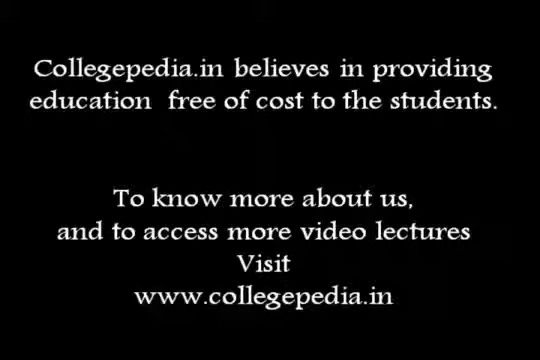 Collegepedia.in believes in providing
education free of cost to the students.
To know more about us,
and to access more video lectures
Visit
www.collegepedia.in